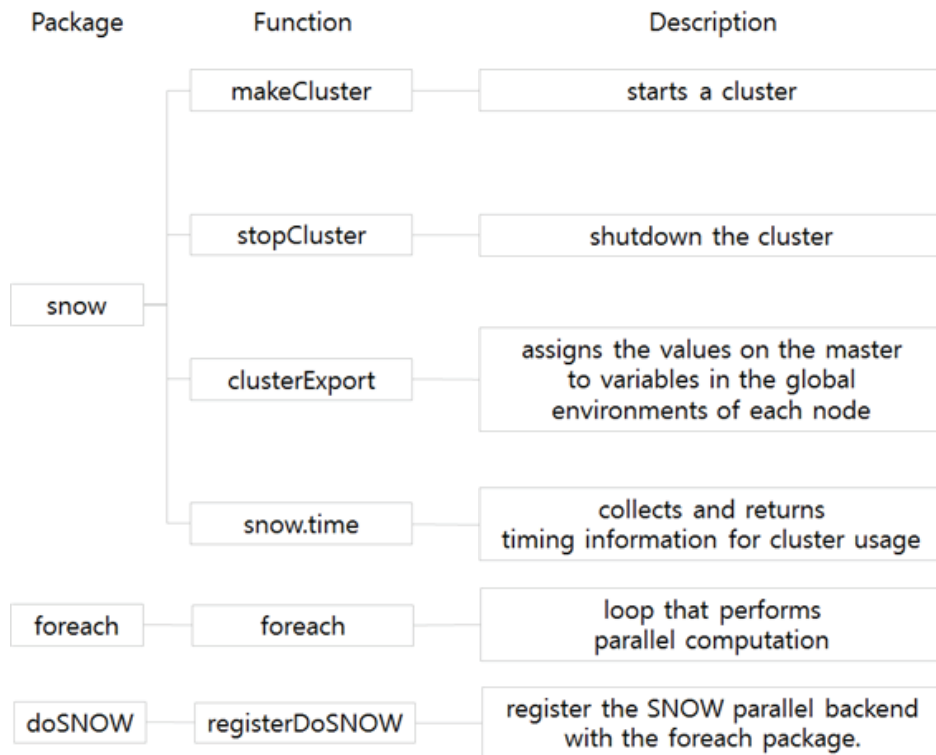 Package Function Description
makeCluster starts a cluster
stopCluster shutdown the cluster
snow
clusterExport assigns the values on the master
to variables in the global
environments of each node
snow.time collects and returns
timing information for cluster usage
foreach foreach loop that performs
parallel computation
doSNOW registerDoSNOW register the SNOW parallel backend
with the foreach package.